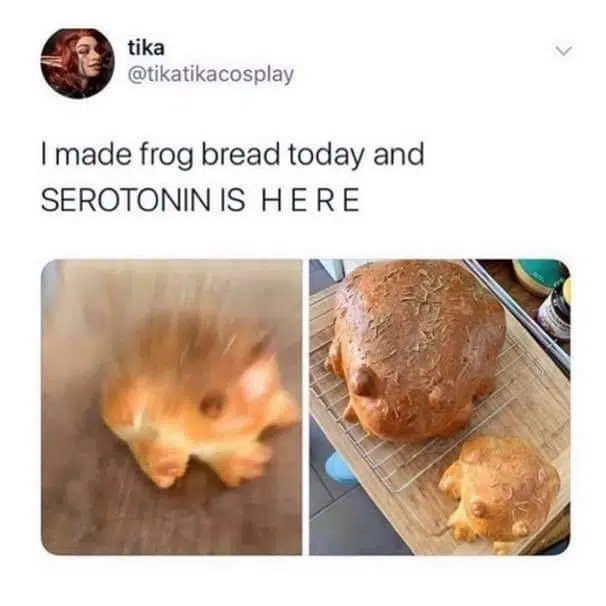 tika
@tikatikacosplay
I made frog bread today and
SEROTONIN IS H E R E